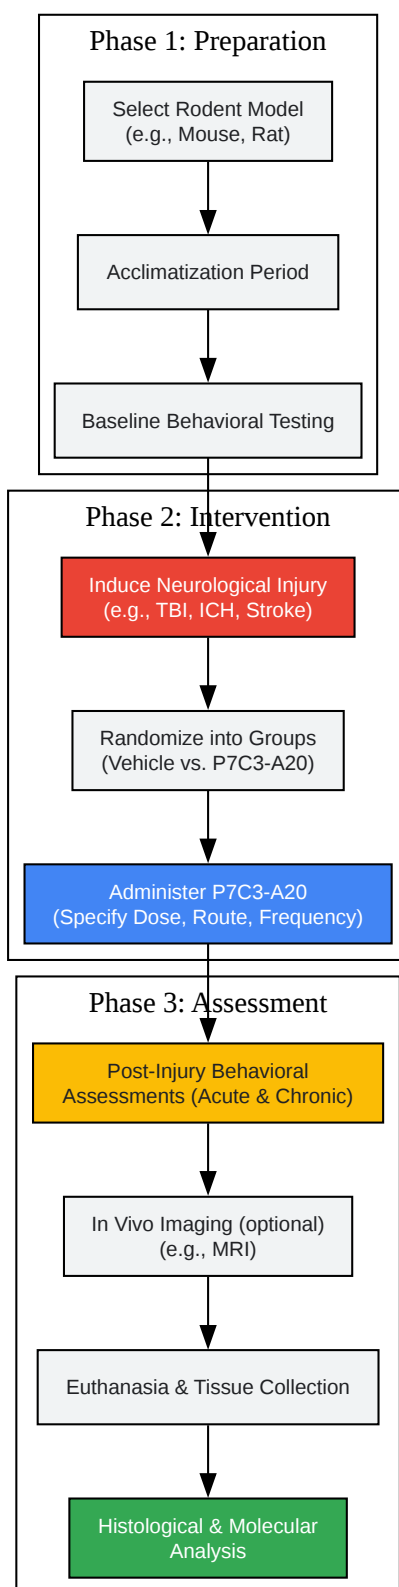 Phase 1: Preparation
Select Rodent Model
(e.g., Mouse, Rat)
Acclimatization Period
Baseline Behavioral Testing
Phase 2: Intervention
Induce Neurological Injury
(e.g., TBI, ICH, Stroke)
Randomize into Groups
(Vehicle vs. P7C3-A20)
Administer P7C3-A20
(Specify Dose, Route, Frequency)
Phase 3: Assessment
Post-Injury Behavioral
Assessments (Acute & Chronic)
In Vivo Imaging (optional)
(e.g., MRI)
Euthanasia & Tissue Collection
Histological & Molecular
Analysis